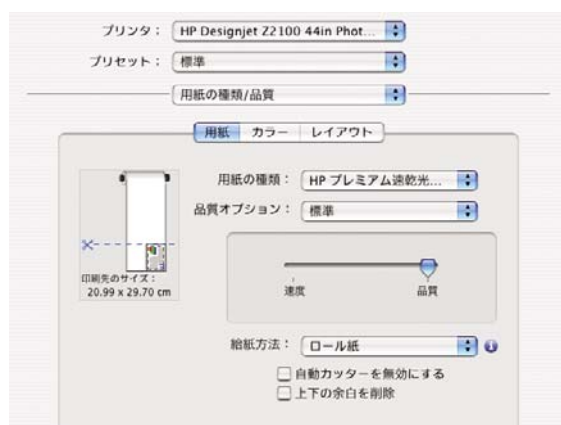 プリンタ： HP Designjet Z2100 44in Phot...
プリセット： 標準
用紙の種類/品質
用紙 カラー レイアウト
用紙の種類： HP プレミアム速乾光...
品質オプション： 標準
印刷先のサイズ：
20.99 x 29.70 cm
速度 品質
給紙方法： ロール紙
自動カッターを無効にする
上下の余白を削除